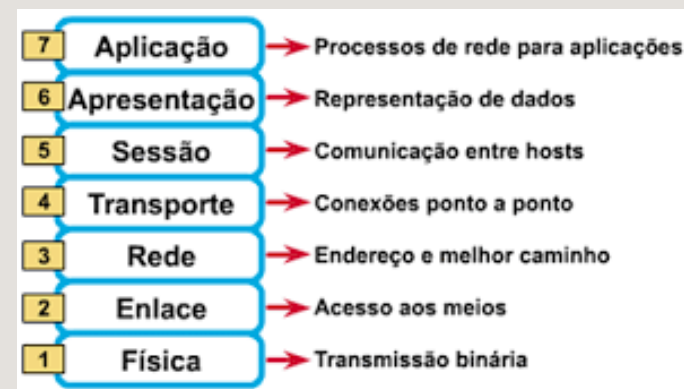 7 Aplicação Processos de rede para aplicações
6 Apresentação Representação de dados
5 Sessão Comunicação entre hosts
4 Transporte Conexões ponto a ponto
3 Rede Endereço e melhor caminho
2 Enlace Acesso aos meios
1 Física Transmissão binária